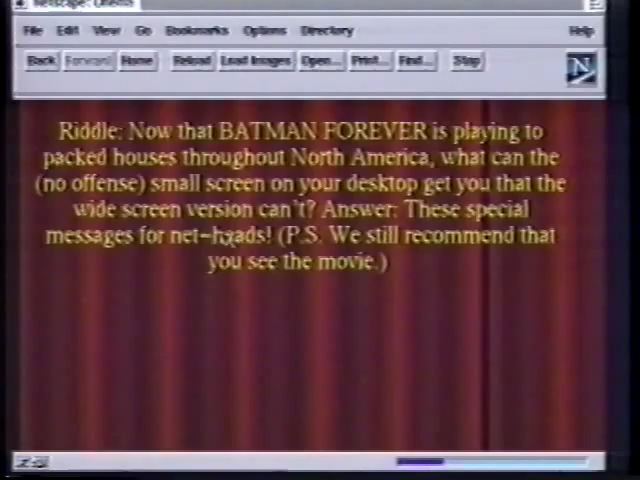 Netscape: Cinema
File Edit View Go Bookmarks Options Directory Help
Back Forward Home Reload Load Images Open... Print... Find... Stop
N
Riddle: Now that BATMAN FOREVER is playing to
packed houses throughout North America, what can the
(no offense) small screen on your desktop get you that the
wide screen version can't? Answer: These special
messages for net-heads! (P.S. We still recommend that
you see the movie.)